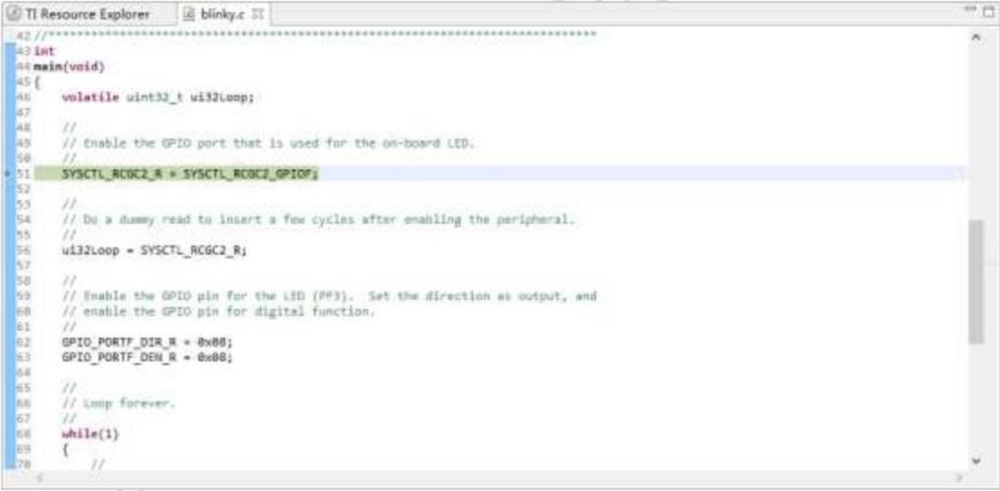 TI Resource Explorer
blinky.c
42 //*****************************************************************************
43 int
44 main(void)
45 {
46 volatile uint32_t ui32Loop;
47
48 //
49 // Enable the GPIO port that is used for the on-board LED.
50 //
51 SYSCTL_RCGC2_R = SYSCTL_RCGC2_GPIOF;
52
53 //
54 // Do a dummy read to insert a few cycles after enabling the peripheral.
55 //
56 ui32Loop = SYSCTL_RCGC2_R;
57
58 //
59 // Enable the GPIO pin for the LED (PF3).  Set the direction as output, and
60 // enable the GPIO pin for digital function.
61 //
62 GPIO_PORTF_DIR_R = 0x08;
63 GPIO_PORTF_DEN_R = 0x08;
64
65 //
66 // Loop forever.
67 //
68 while(1)
69 {
70 //